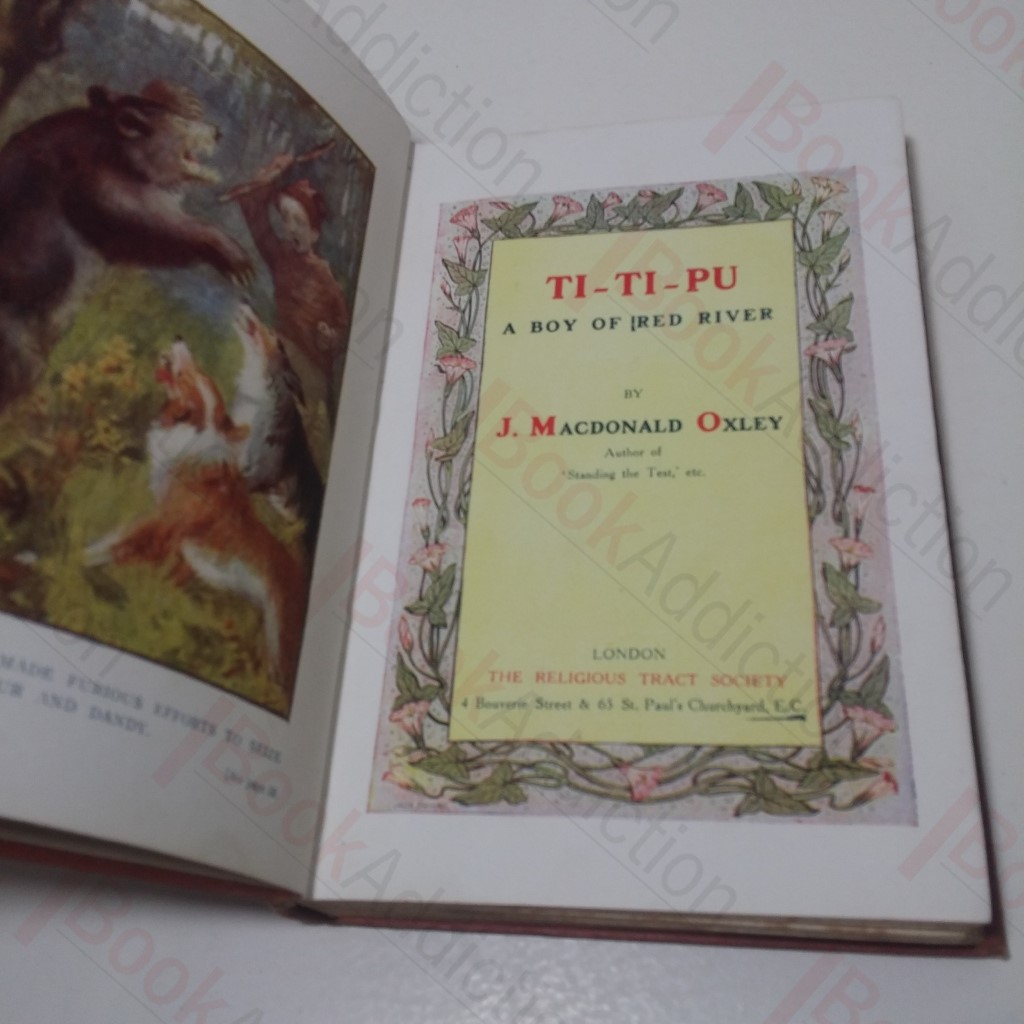 MADE FURIOUS EFFORTS TO SEIZE
AND DANDY.
TI-TI-PU
A BOY OF RED RIVER
BY
J. MACDONALD OXLEY
Author of
'Standing the Test,' etc.
LONDON
THE RELIGIOUS TRACT SOCIETY
4 Bouverie Street & 65 St. Paul's Churchyard, E.C.
BookAddiction